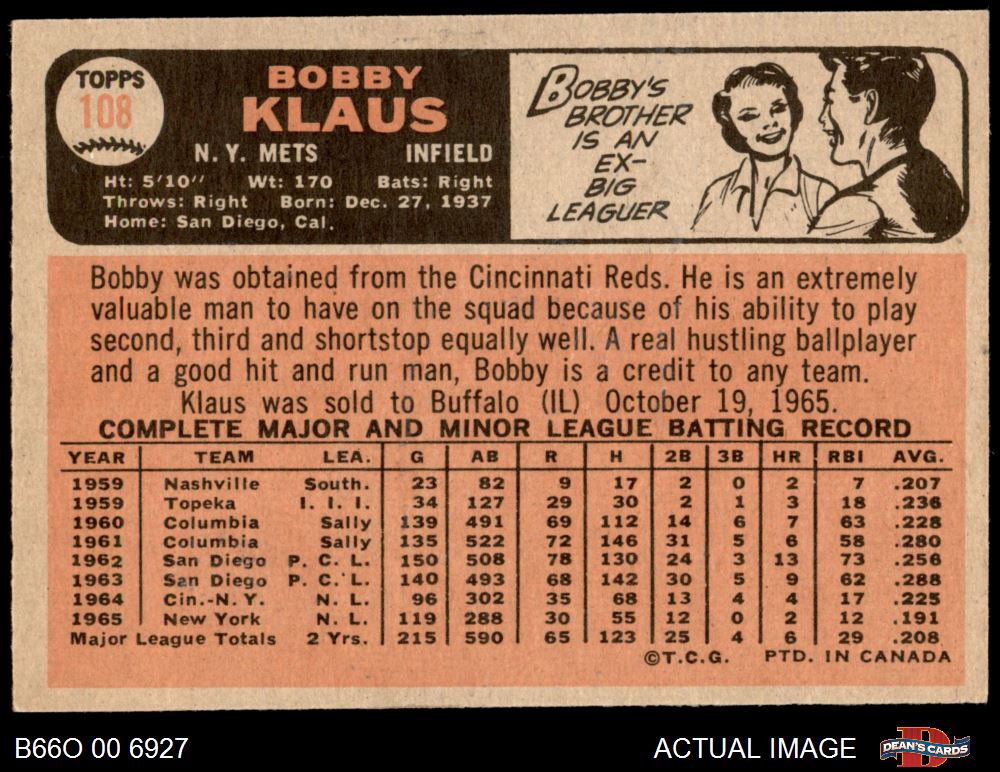 TOPPS
108
BOBBY
KLAUS
N. Y. METS INFIELD
Ht: 5'10" Wt: 170 Bats: Right
Throws: Right Born: Dec. 27, 1937
Home: San Diego, Cal.
BOBBY'S
BROTHER
IS AN
EX-
BIG
LEAGUER
Bobby was obtained from the Cincinnati Reds. He is an extremely
valuable man to have on the squad because of his ability to play
second, third and shortstop equally well. A real hustling ballplayer
and a good hit and run man, Bobby is a credit to any team.
Klaus was sold to Buffalo (IL) October 19, 1965.
COMPLETE MAJOR AND MINOR LEAGUE BATTING RECORD
YEAR TEAM LEA. G AB R H 2B 3B HR RBI AVG.
1959 Nashville South. 23 82 9 17 2 0 2 7 .207
1959 Topeka I. I. I. 34 127 29 30 2 1 3 18 .236
1960 Columbia Sally 139 491 69 112 14 6 7 63 .228
1961 Columbia Sally 135 522 72 146 31 5 6 58 .280
1962 San Diego P. C. L. 150 508 78 130 24 3 13 73 .256
1963 San Diego P. C. L. 140 493 68 142 30 5 9 62 .288
1964 Cin.-N. Y. N. L. 96 302 35 68 13 4 4 17 .225
1965 New York N. L. 119 288 30 55 12 0 2 12 .191
Major League Totals 2 Yrs. 215 590 65 123 25 4 6 29 .208
©T.C.G. PTD. IN CANADA
B66O 00 6927 ACTUAL IMAGE D DEAN'S CARDS